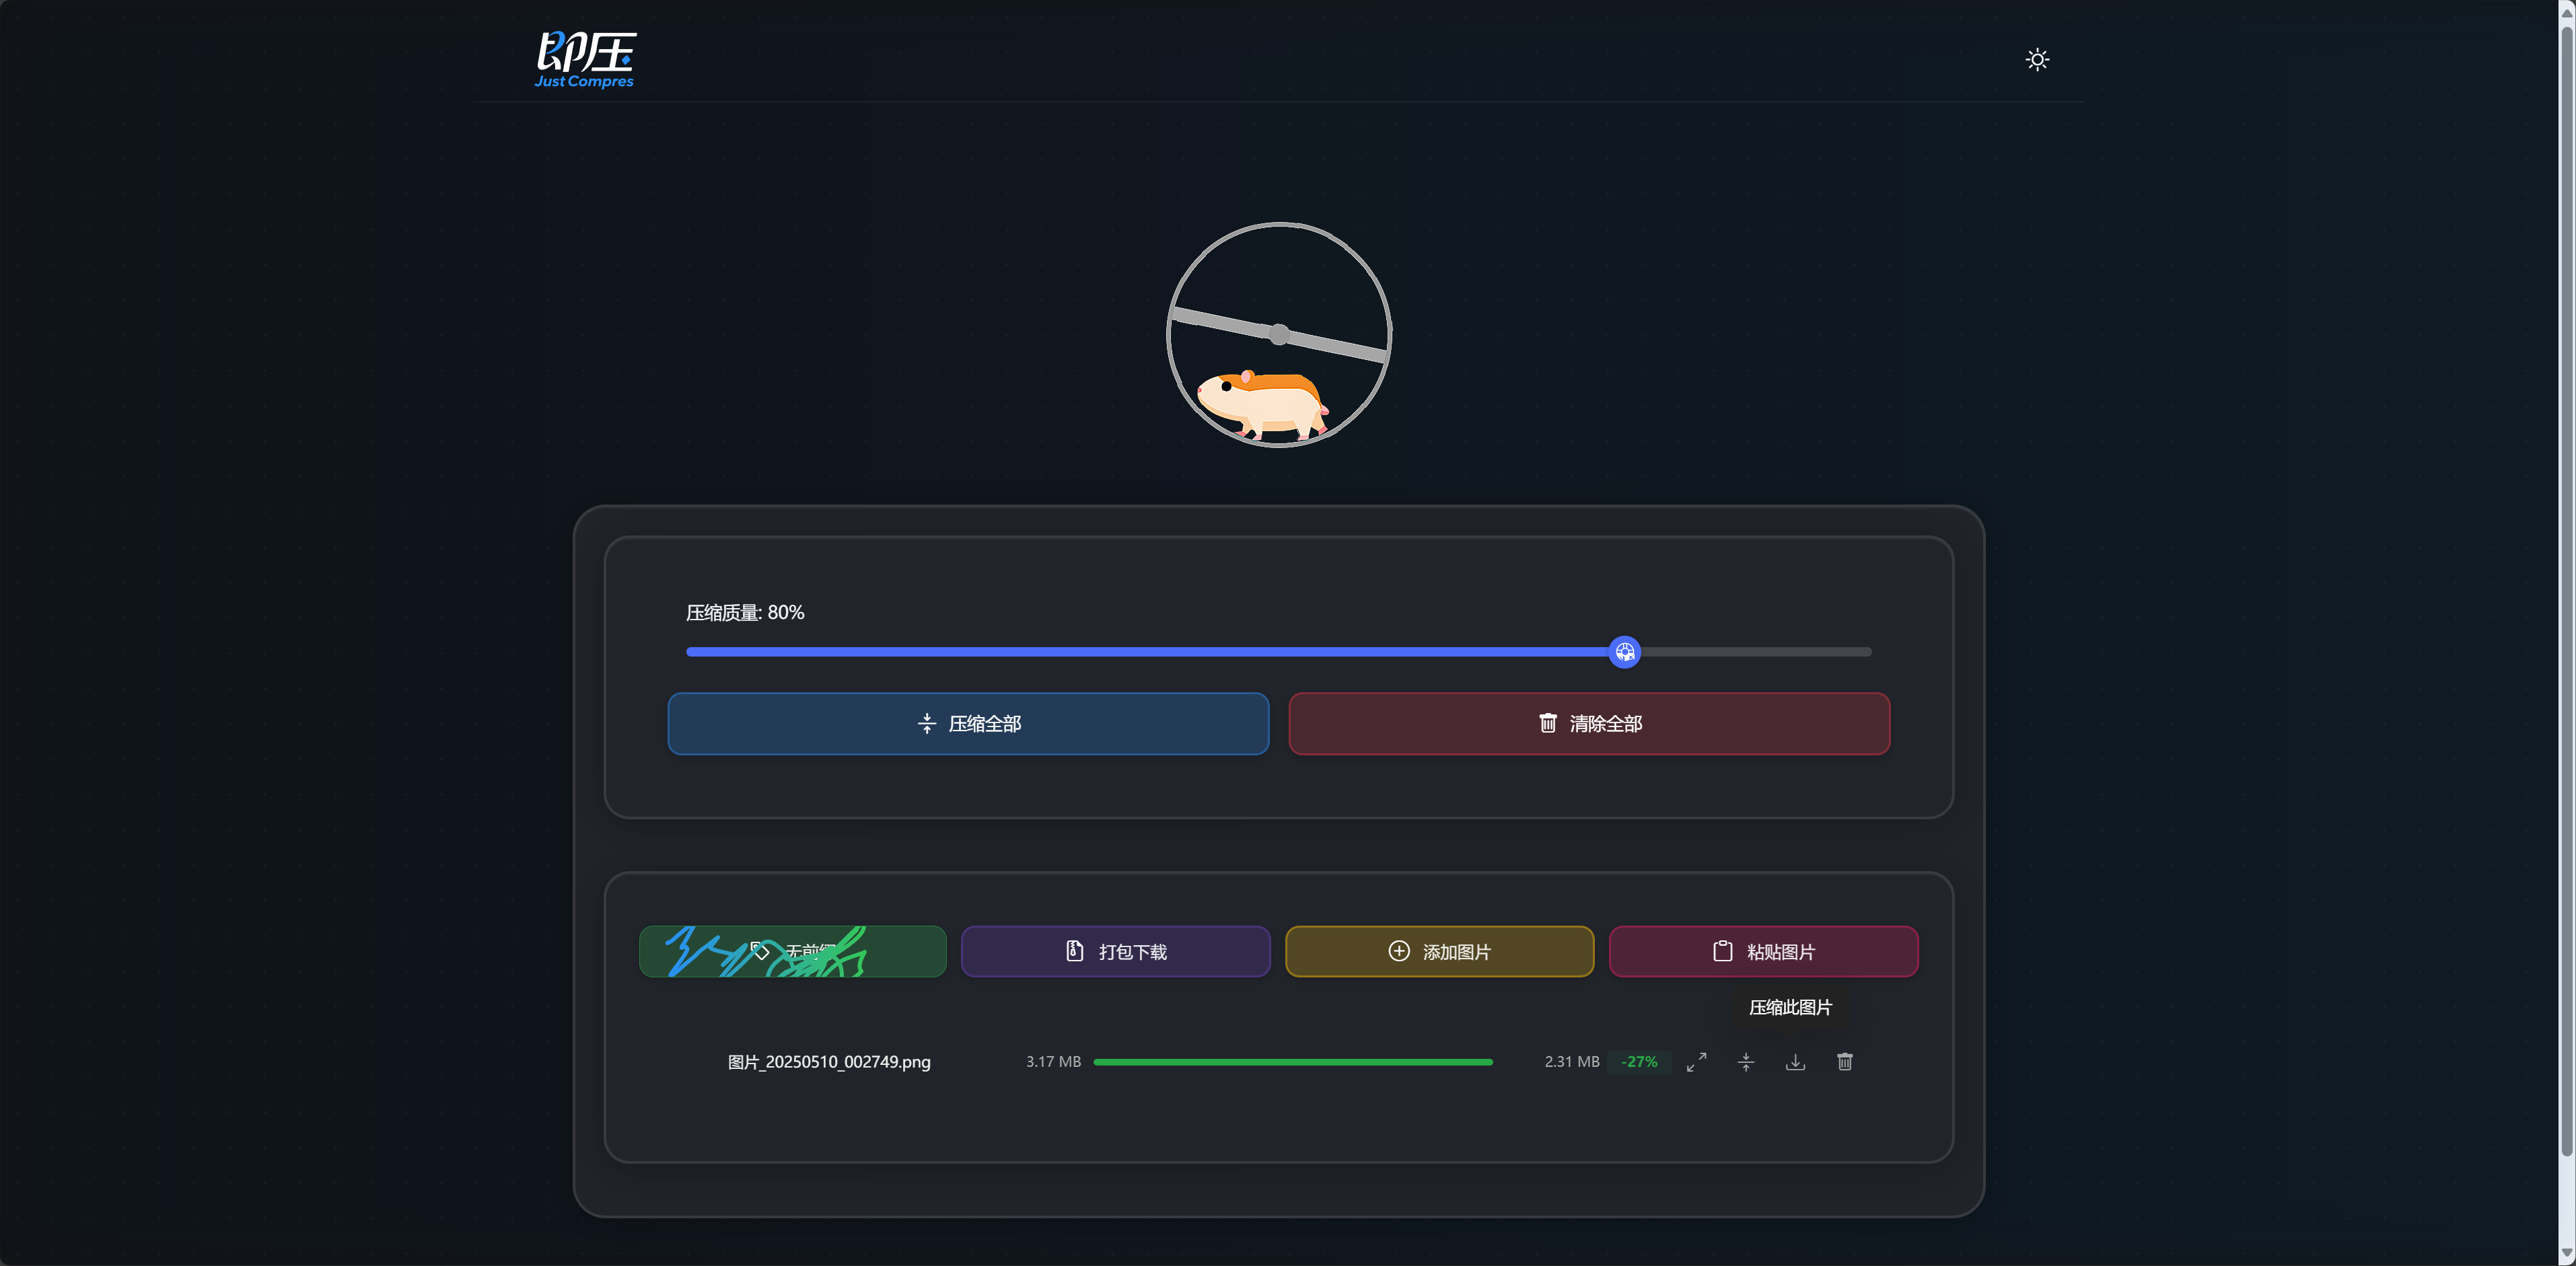 即压
Just Compres
压缩质量: 80%
压缩全部
清除全部
无前
打包下载
添加图片
粘贴图片
压缩此图片
图片_20250510_002749.png
3.17 MB
2.31 MB
-27%